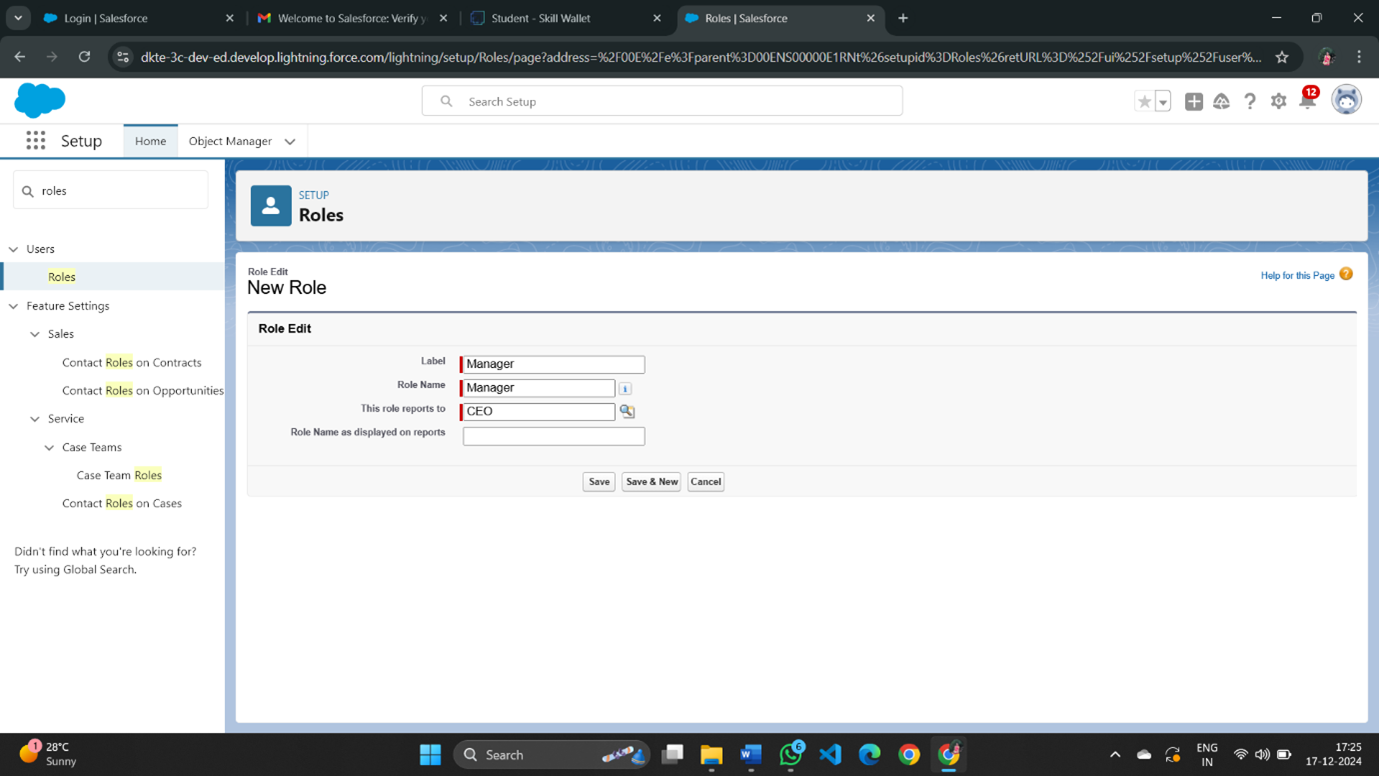 Login | Salesforce
Welcome to Salesforce: Verify y
Student - Skill Wallet
Roles | Salesforce
dkte-3c-dev-ed.develop.lightning.force.com/lightning/setup/Roles/page?address=%2F00E%2Fe%3Fparent%3D00ENS00000E1RNt%26setupid%3DRoles%26retURL%3D%252Fui%252Fsetup%252Fuser%...
Search Setup
12
Setup
Home
Object Manager
roles
SETUP
Roles
Users
Roles
Feature Settings
Sales
Contact Roles on Contracts
Contact Roles on Opportunities
Service
Case Teams
Case Team Roles
Contact Roles on Cases
Didn't find what you're looking for?
Try using Global Search.
Role Edit
New Role
Help for this Page
Role Edit
Label Manager
Role Name Manager
This role reports to CEO
Role Name as displayed on reports
Save Save & New Cancel
1
28°C
Sunny
Search
6
ENG
IN
17:25
17-12-2024